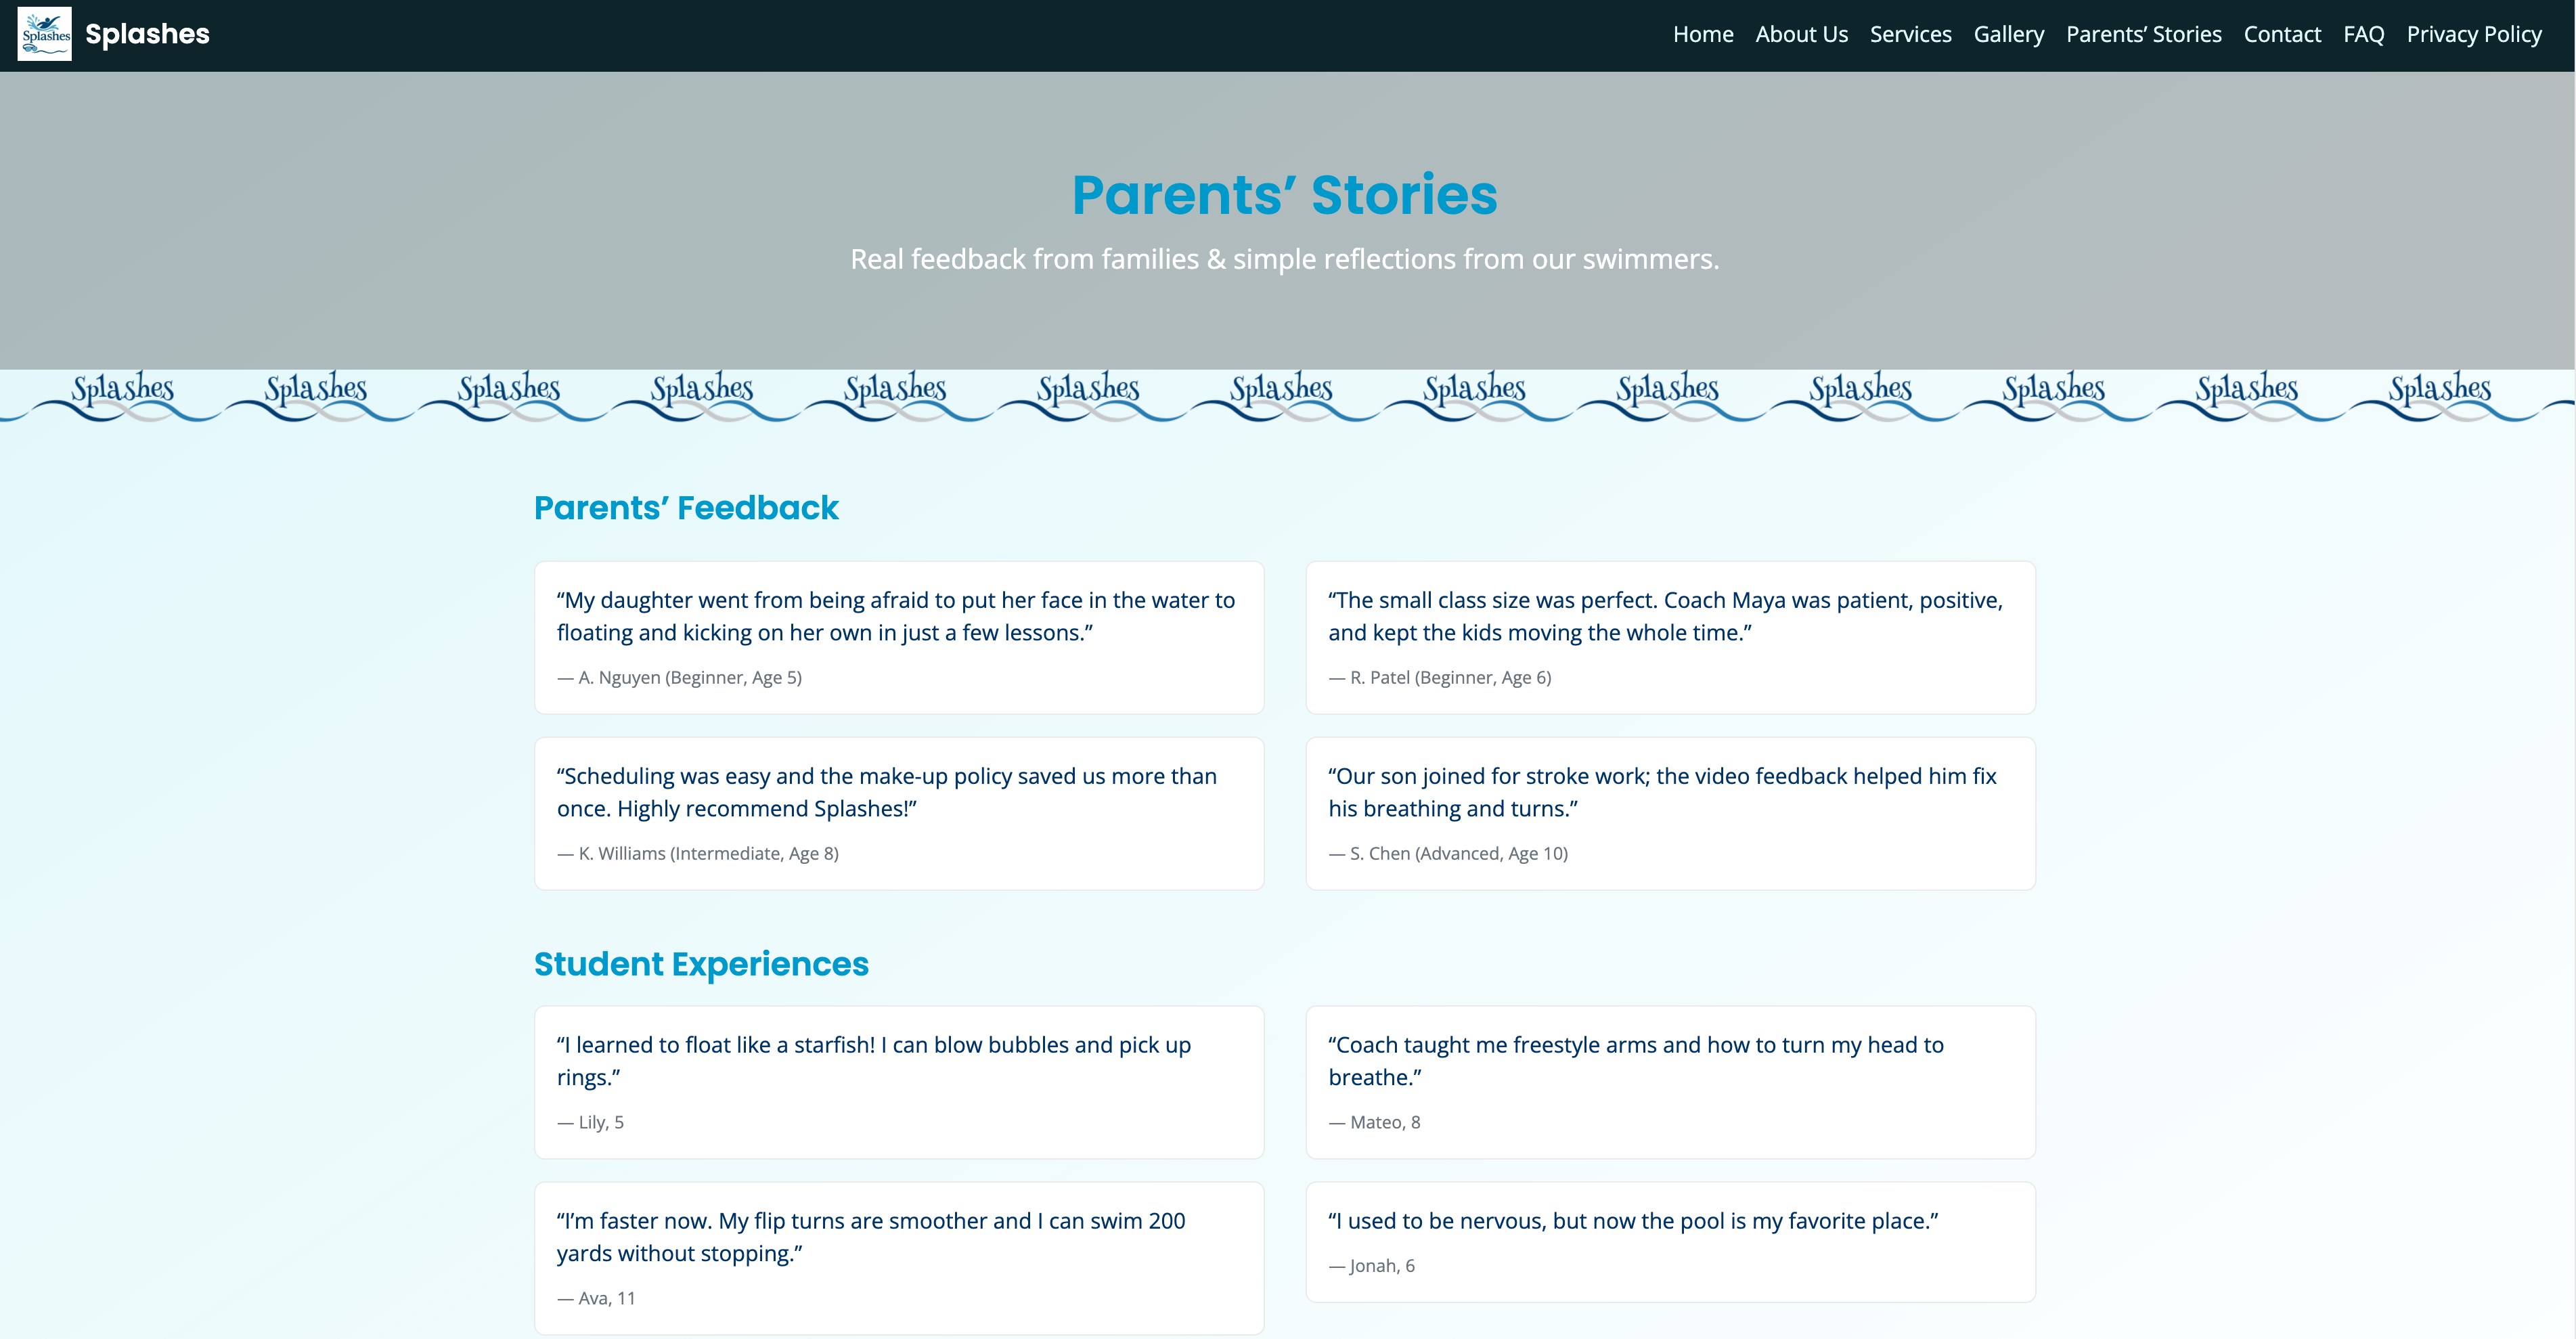 Splashes
Splashes
Home About Us Services Gallery Parents’ Stories Contact FAQ Privacy Policy
Parents’ Stories
Real feedback from families & simple reflections from our swimmers.
Splashes Splashes Splashes Splashes Splashes Splashes Splashes Splashes Splashes Splashes Splashes Splashes Splashes
Parents’ Feedback
“My daughter went from being afraid to put her face in the water to
floating and kicking on her own in just a few lessons.”
— A. Nguyen (Beginner, Age 5)
“The small class size was perfect. Coach Maya was patient, positive,
and kept the kids moving the whole time.”
— R. Patel (Beginner, Age 6)
“Scheduling was easy and the make-up policy saved us more than
once. Highly recommend Splashes!”
— K. Williams (Intermediate, Age 8)
“Our son joined for stroke work; the video feedback helped him fix
his breathing and turns.”
— S. Chen (Advanced, Age 10)
Student Experiences
“I learned to float like a starfish! I can blow bubbles and pick up
rings.”
— Lily, 5
“Coach taught me freestyle arms and how to turn my head to
breathe.”
— Mateo, 8
“I’m faster now. My flip turns are smoother and I can swim 200
yards without stopping.”
— Ava, 11
“I used to be nervous, but now the pool is my favorite place.”
— Jonah, 6